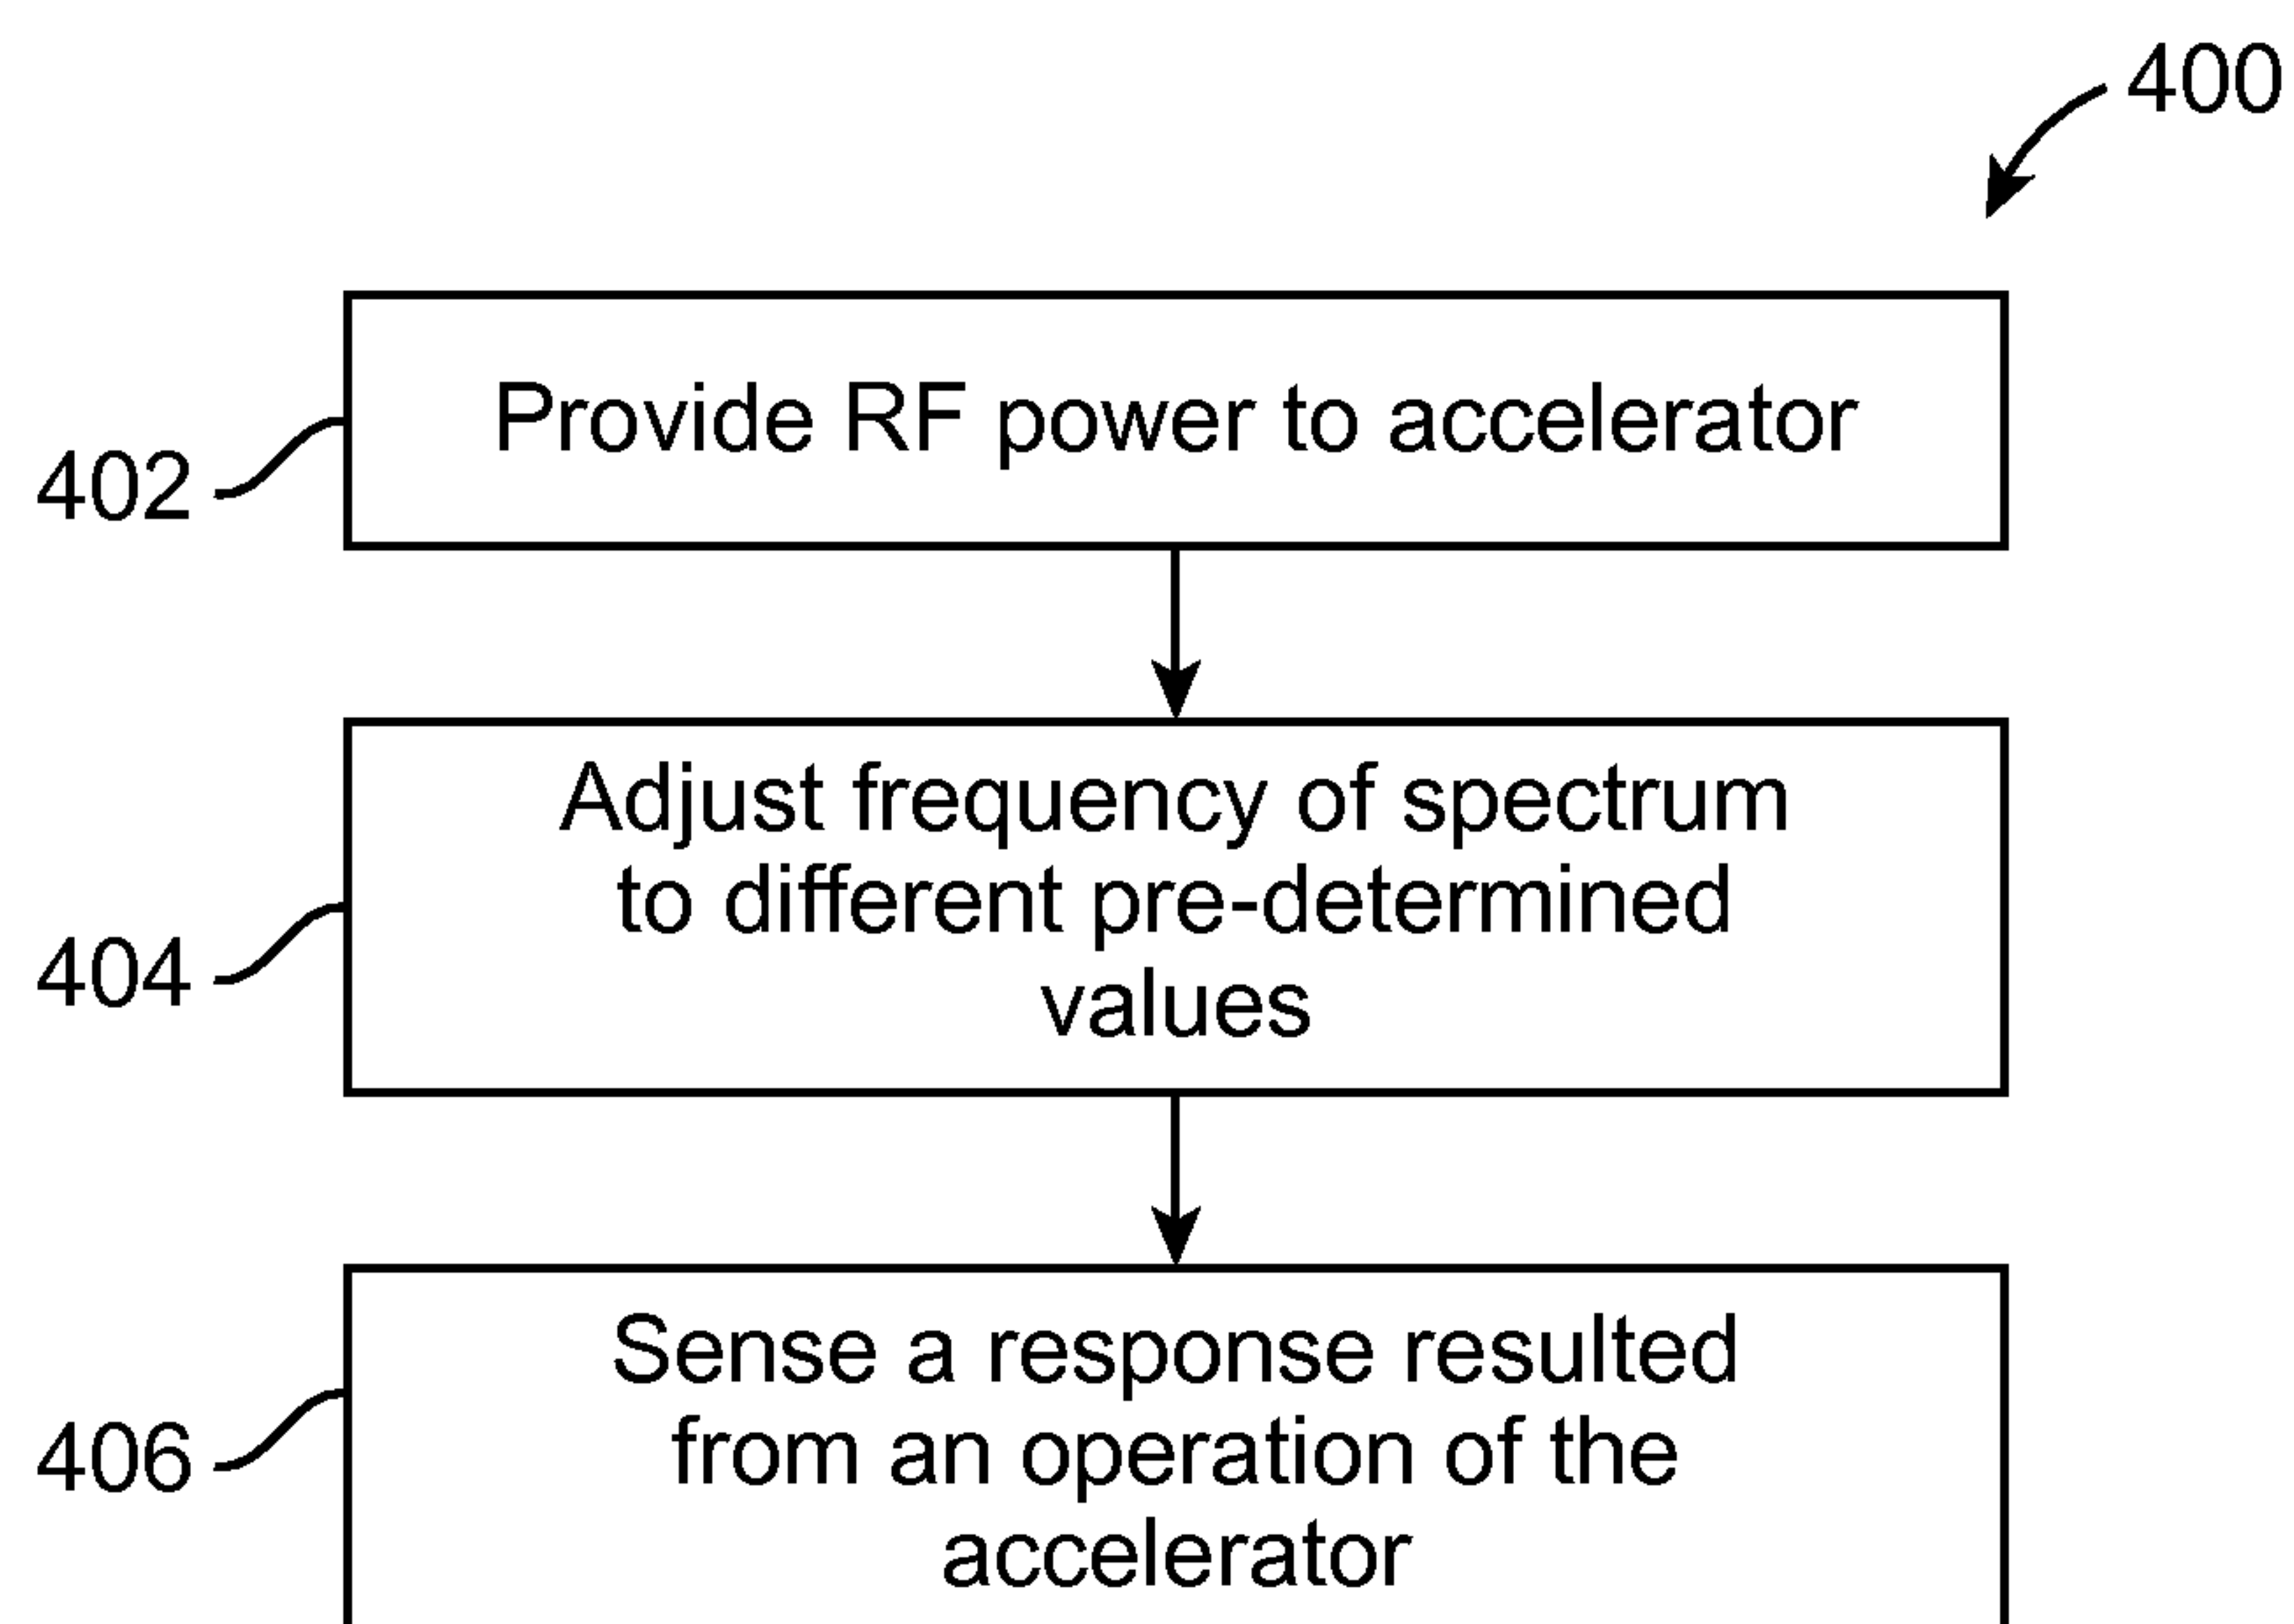 400
402
Provide RF power to accelerator
404
Adjust frequency of spectrum
to different pre-determined
values
406
Sense a response resulted
from an operation of the
accelerator